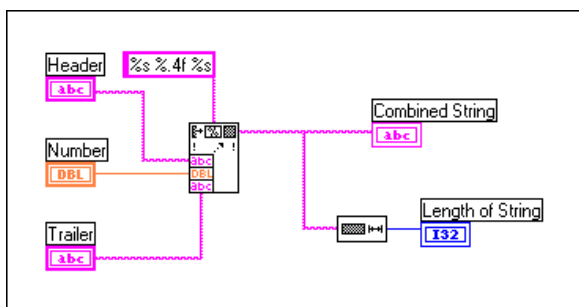 Header
abc
%s %.4f %s
Number
DBL
Trailer
abc
%
! !
abc
DBL
abc
Combined String
abc
Length of String
I32